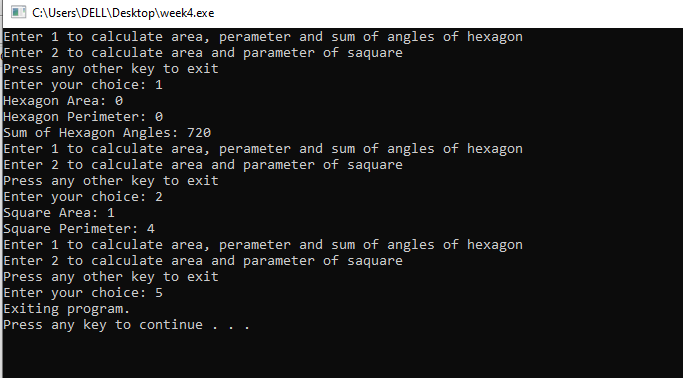 C:\Users\DELL\Desktop\week4.exe
Enter 1 to calculate area, perameter and sum of angles of hexagon
Enter 2 to calculate area and parameter of saquare
Press any other key to exit
Enter your choice: 1
Hexagon Area: 0
Hexagon Perimeter: 0
Sum of Hexagon Angles: 720
Enter 1 to calculate area, perameter and sum of angles of hexagon
Enter 2 to calculate area and parameter of saquare
Press any other key to exit
Enter your choice: 2
Square Area: 1
Square Perimeter: 4
Enter 1 to calculate area, perameter and sum of angles of hexagon
Enter 2 to calculate area and parameter of saquare
Press any other key to exit
Enter your choice: 5
Exiting program.
Press any key to continue . . .